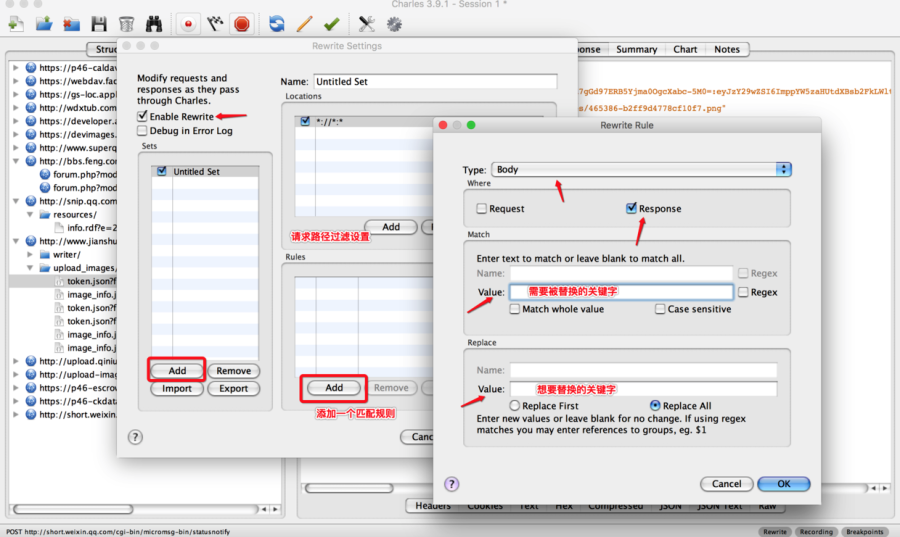 Charles 3.9.1 - Session 1 *
Struc
Rewrite Settings
onse
Summary
Chart
Notes
https://p46-caldav
https://webdav.fac
https://gs-loc.appl
http://wdxtub.com
https://developer.a
https://devimages.
http://www.superq
http://bbs.feng.com
forum.php?mod
forum.php?mod
http://snip.qq.com
resources/
info.rdf?e=2
http://www.jianshu
writer/
upload_images/
token.json?f
image_info.j
token.json?f
token.json?f
image_info.j
image_info.j
http://upload.qiniu
http://upload-imag
https://p46-escrow
https://p46-ckdata
http://short.weixin.
Modify requests and
responses as they pass
through Charles.
Enable Rewrite
Debug in Error Log
Sets
Untitled Set
Add
Remove
Import
Export
Name:
Untitled Set
Locations
*://*:*
Add
请求路径过滤设置
Rules
Add
Remove
添加一个匹配规则
Canc
s/465386-b2ff9d4778cf10f7.png"
Rewrite Rule
Type:
Body
Where
Request
Response
Match
Enter text to match or leave blank to match all.
Name:
Regex
Value:
需要被替换的关键字
Regex
Match whole value
Case sensitive
Replace
Name:
Value:
想要替换的关键字
Replace First
Replace All
Enter new values or leave blank for no change. If using regex
matches you may enter references to groups, eg. $1
?
Cancel
OK
?
Headers
Cookies
Text
Hex
Compressed
JSON
JSON Text
Raw
POST http://short.weixin.qq.com/cgi-bin/micromsg-bin/statusnotify
Rewrite
Recording
Breakpoints